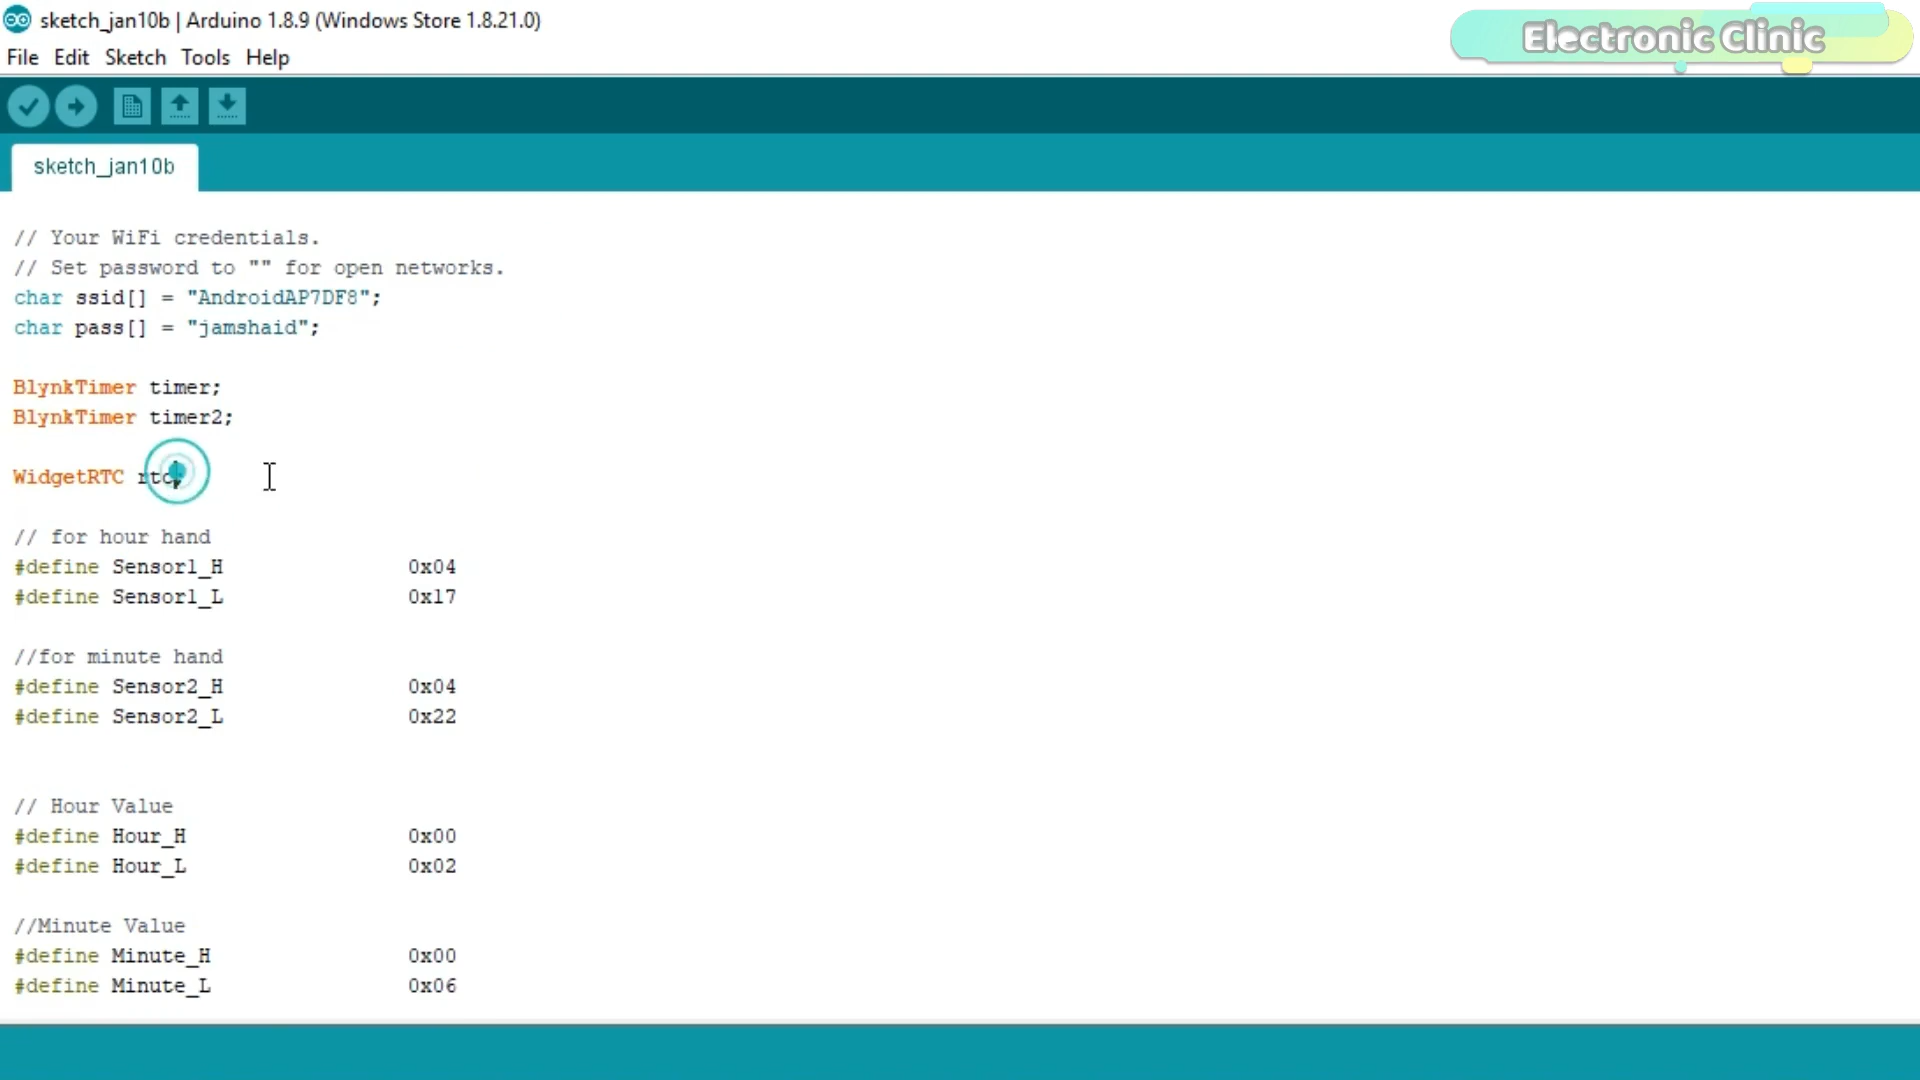 sketch_jan10b | Arduino 1.8.9 (Windows Store 1.8.21.0)
Electronic Clinic
File Edit Sketch Tools Help
sketch_jan10b
// Your WiFi credentials.
// Set password to "" for open networks.
char ssid[] = "AndroidAP7DF8";
char pass[] = "jamshaid";
BlynkTimer timer;
BlynkTimer timer2;
WidgetRTC rtc;
// for hour hand
#define Sensor1_H 0x04
#define Sensor1_L 0x17
//for minute hand
#define Sensor2_H 0x04
#define Sensor2_L 0x22
// Hour Value
#define Hour_H 0x00
#define Hour_L 0x02
//Minute Value
#define Minute_H 0x00
#define Minute_L 0x06